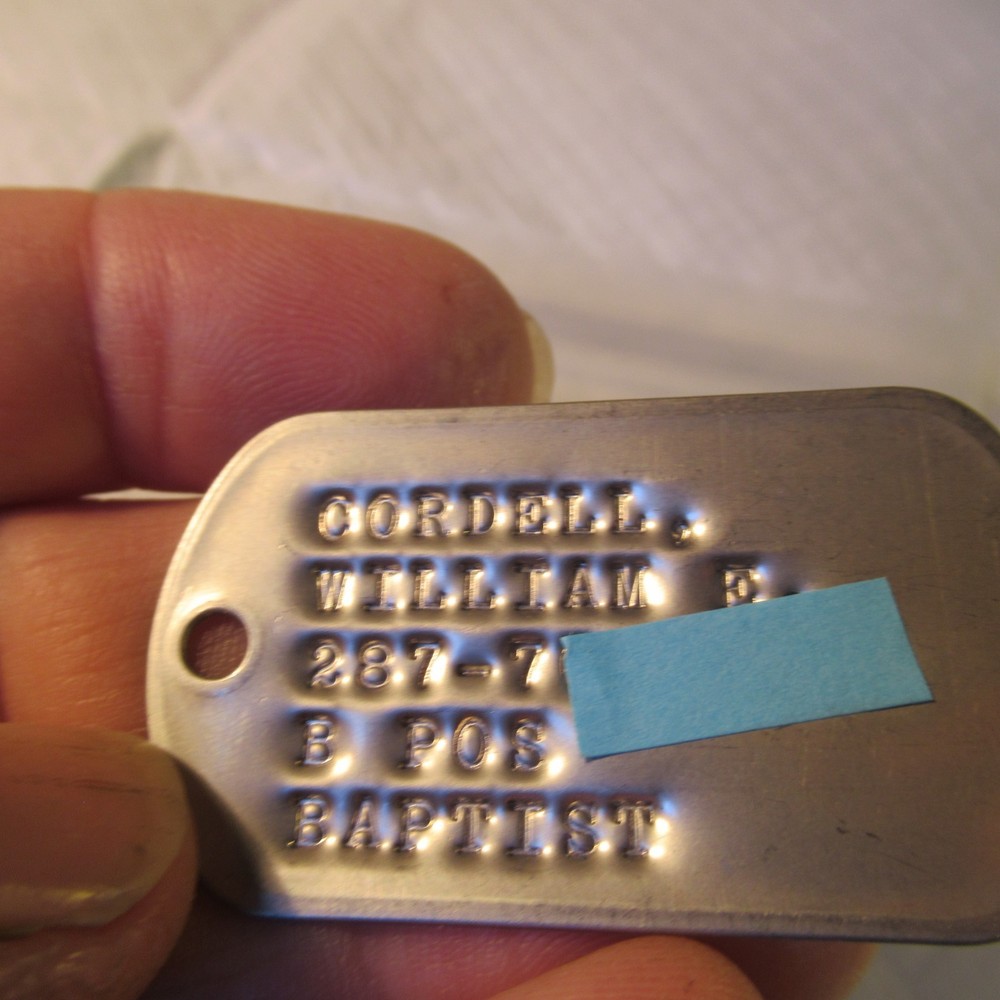 CORDELL,
WILLIAM E.
287-7
B POS
BAPTIST